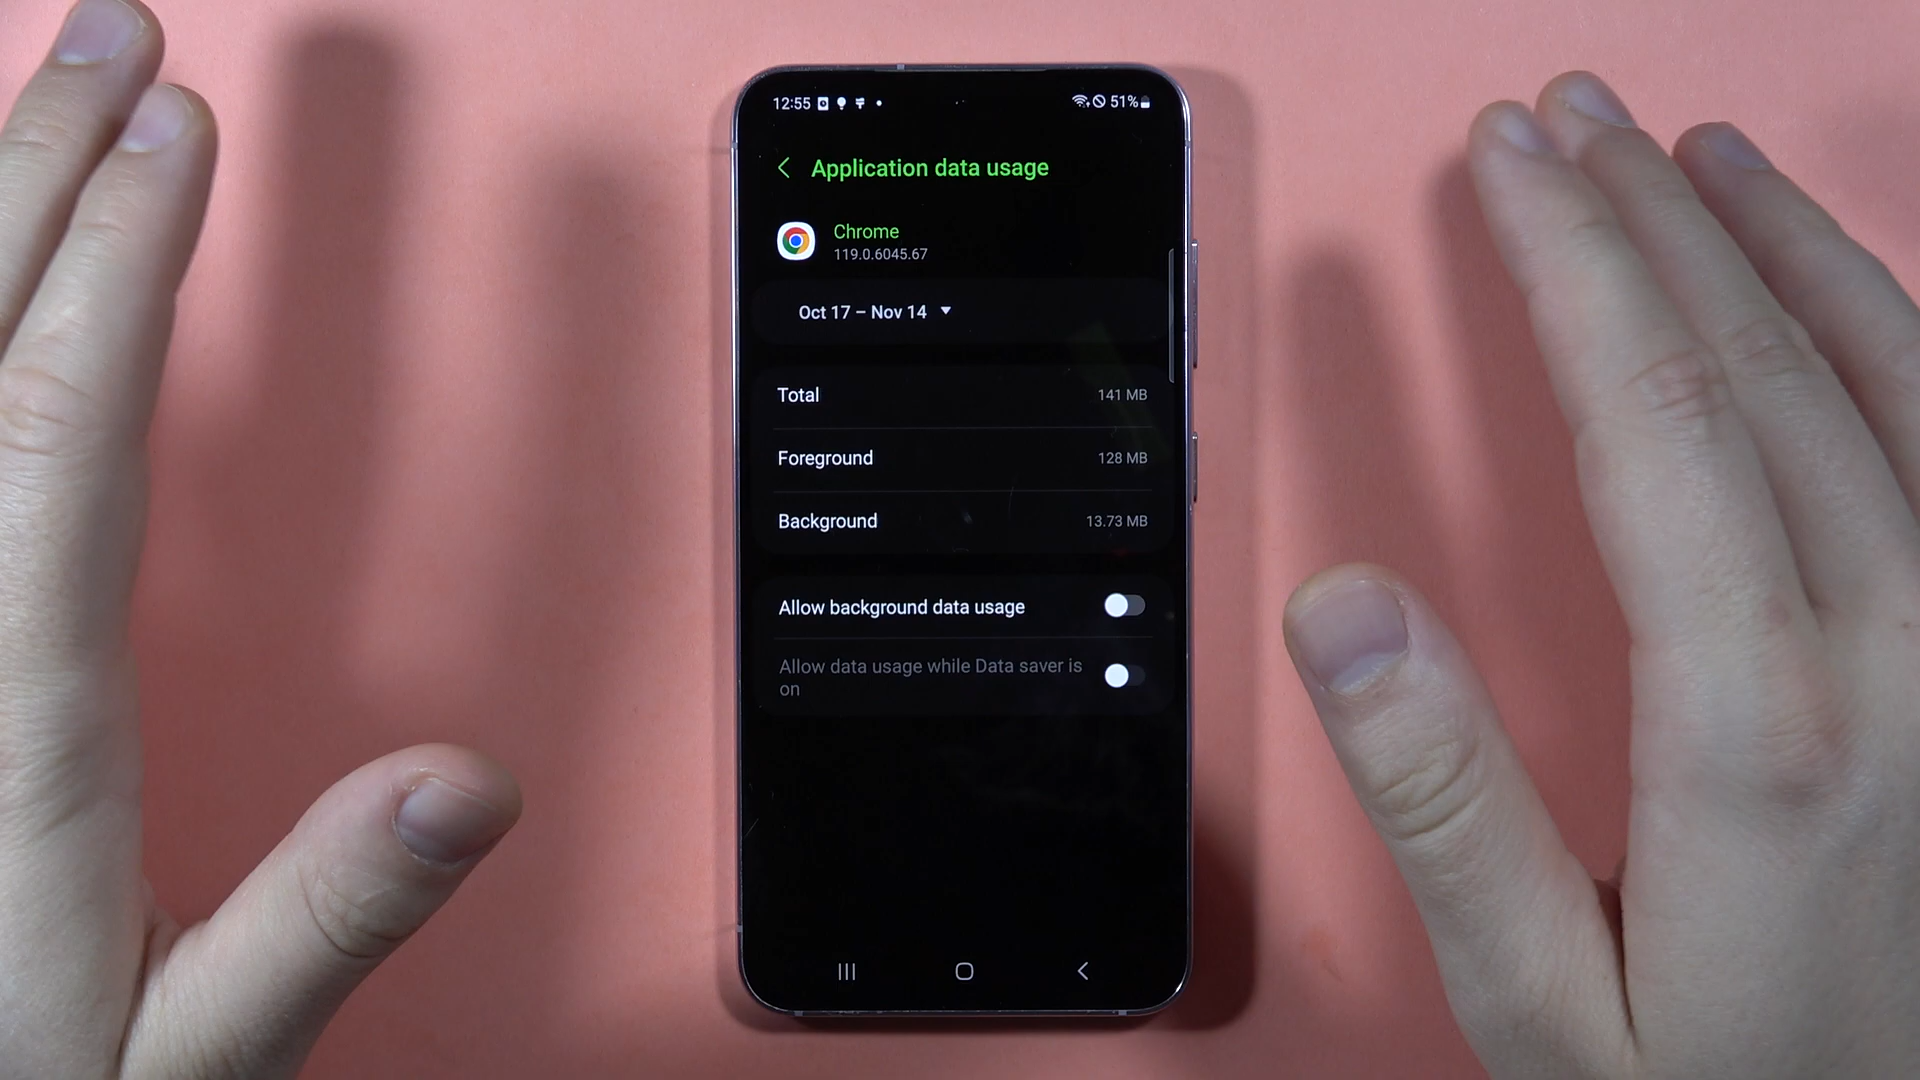 12:55 51%
Application data usage
Chrome
119.0.6045.67
Oct 17 – Nov 14
Total 141 MB
Foreground 128 MB
Background 13.73 MB
Allow background data usage
Allow data usage while Data saver is
on